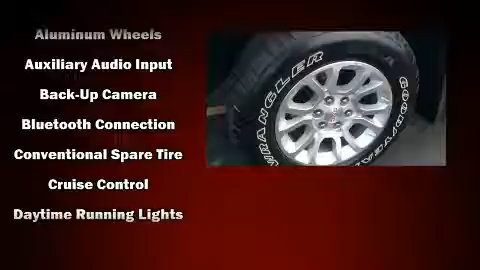 Aluminum Wheels
Auxiliary Audio Input
Back-Up Camera
Bluetooth Connection
Conventional Spare Tire
Cruise Control
Daytime Running Lights
WRANGLER
GOODYEAR